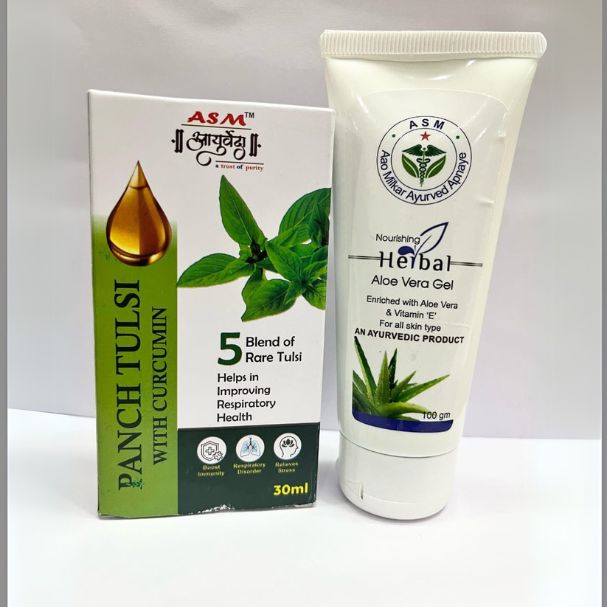 ASM™
आयुर्वेदा
a trust of purity
PANCH TULSI
WITH CURCUMIN
5 Blend of
Rare Tulsi
Helps in
Improving
Respiratory
Health
Boost
Immunity
Respiratory
Disorder
Relieves
Stress
30ml
ASM
Aao Milkar Ayurved Apnaye
Nourishing
Herbal
Aloe Vera Gel
Enriched with Aloe Vera
& Vitamin 'E'
For all skin type
AN AYURVEDIC PRODUCT
100 gm